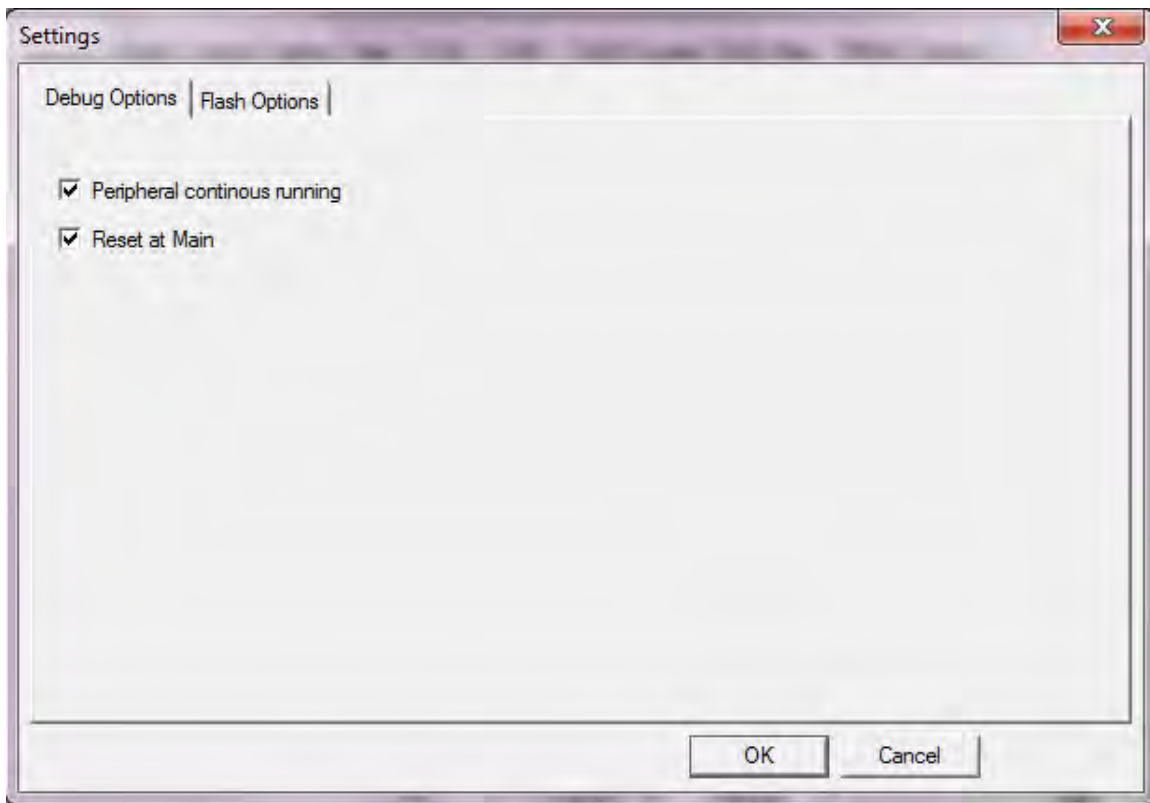 Settings
Debug Options Flash Options
Peripheral continous running
Reset at Main
OK Cancel